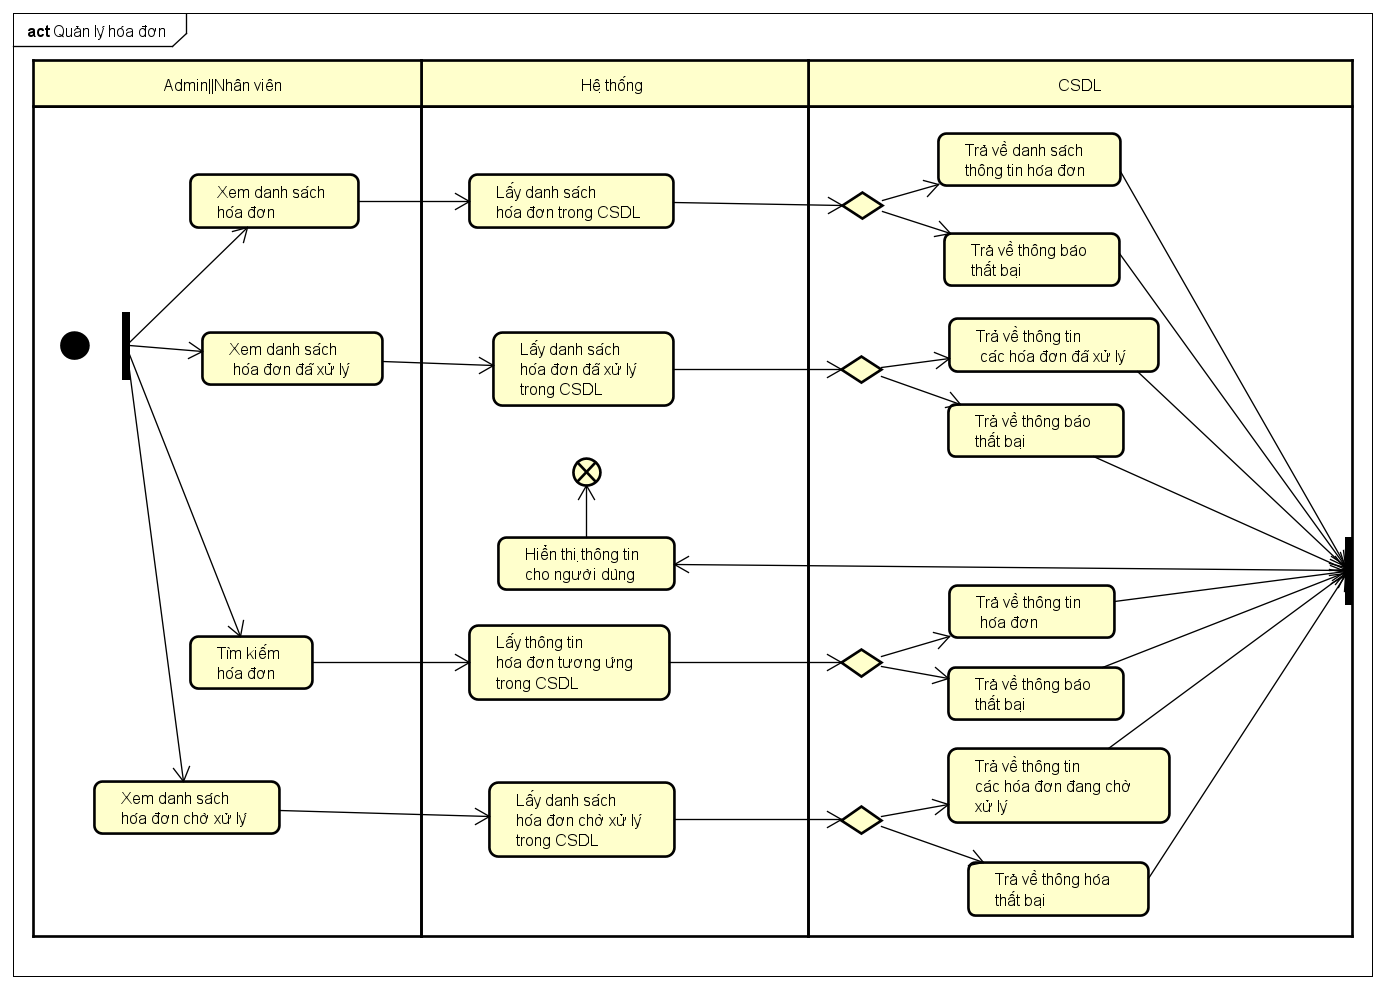 act Quản lý hóa đơn
Admin||Nhân viên
Hệ thống
CSDL
Xem danh sách
hóa đơn
Lấy danh sách
hóa đơn trong CSDL
Trả về danh sách
thông tin hóa đơn
Trả về thông báo
thất bại
Xem danh sách
hóa đơn đã xử lý
Lấy danh sách
hóa đơn đã xử lý
trong CSDL
Trả về thông tin
các hóa đơn đã xử lý
Trả về thông báo
thất bại
Hiển thị thông tin
cho người dùng
Tìm kiếm
hóa đơn
Lấy thông tin
hóa đơn tương ứng
trong CSDL
Trả về thông tin
hóa đơn
Trả về thông báo
thất bại
Xem danh sách
hóa đơn chờ xử lý
Lấy danh sách
hóa đơn chờ xử lý
trong CSDL
Trả về thông tin
các hóa đơn đang chờ
xử lý
Trả về thông hóa
thất bại